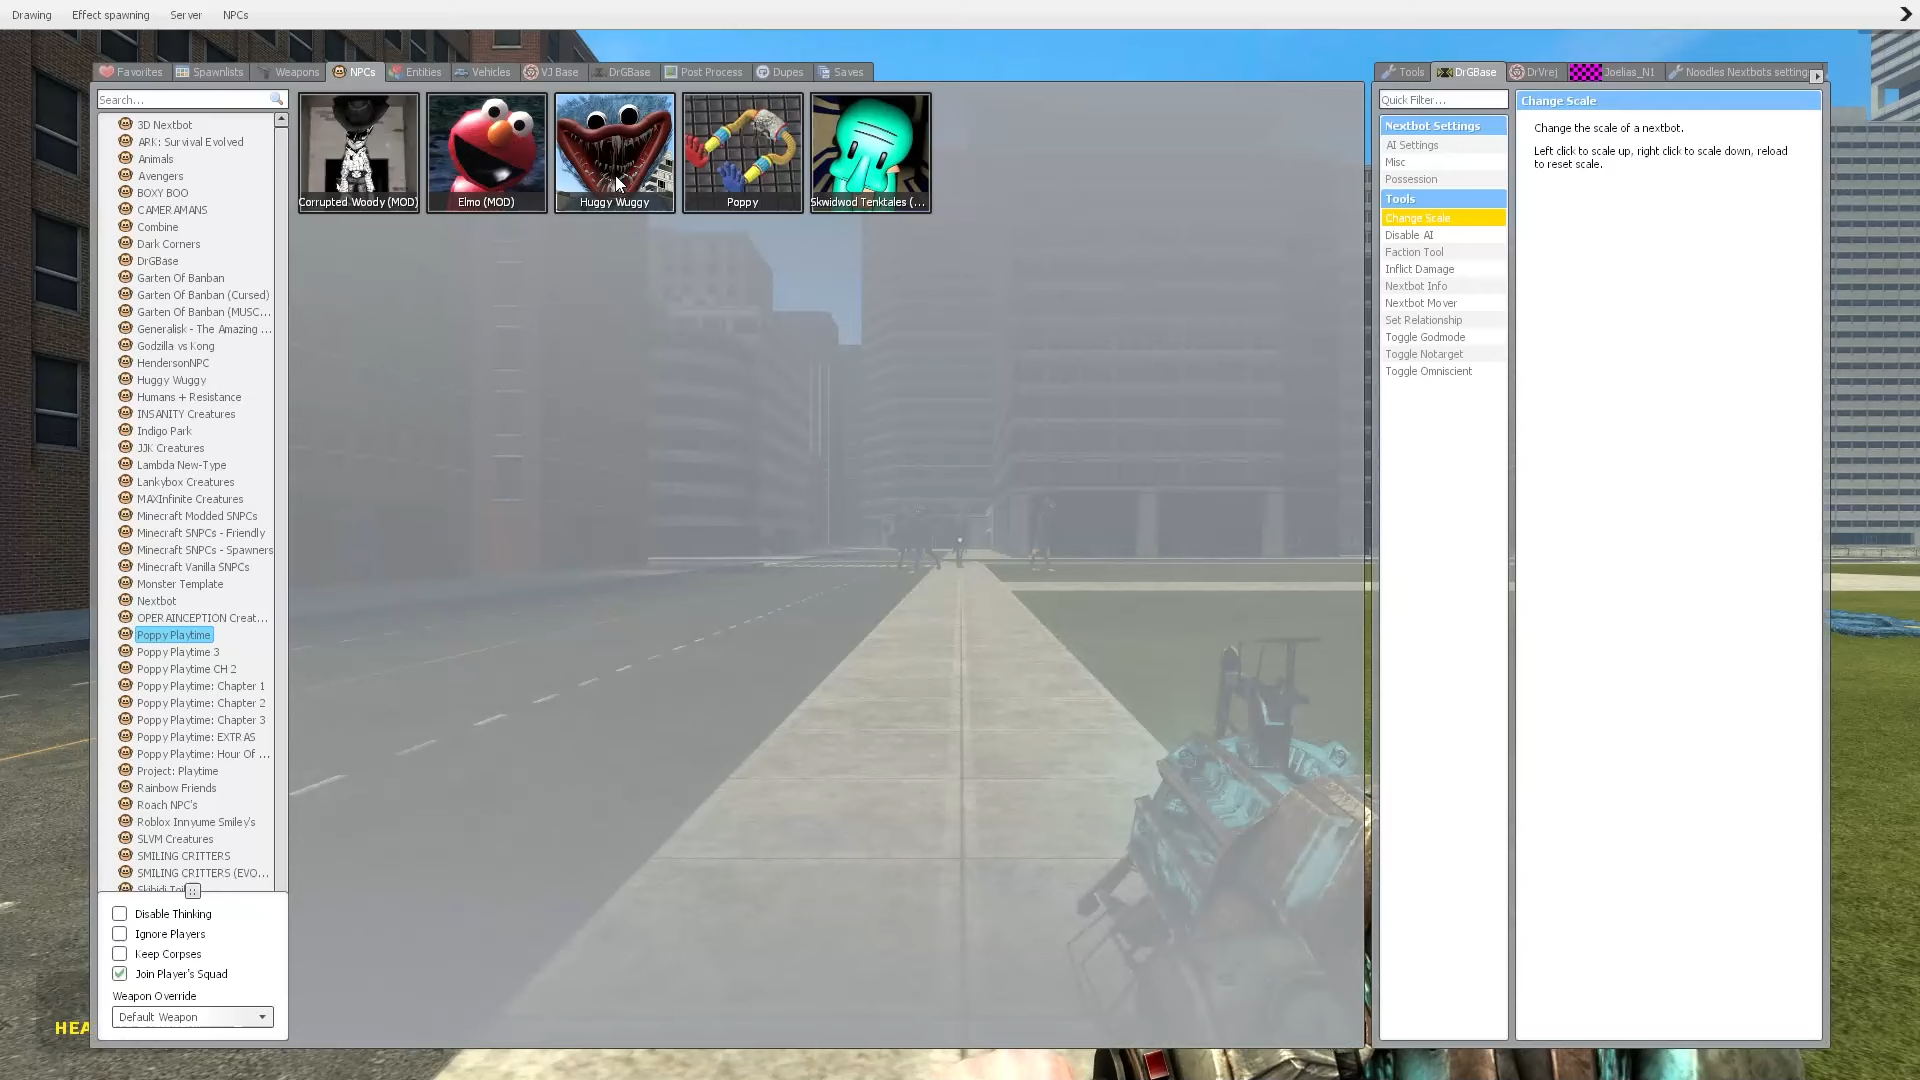 Drawing Effect spawning Server NPCs
Favorites Spawnlists Weapons NPCs Entities Vehicles VJ Base DrGBase Post Process Dupes Saves
Tools DrGBase DrVrej Joelias_N1 Noodles Nextbots setting
Search...
3D Nextbot
ARK: Survival Evolved
Animals
Avengers
BOXY BOO
CAMERAMANS
Combine
Dark Corners
DrGBase
Garten Of Banban
Garten Of Banban (Cursed)
Garten Of Banban (MUSC...
Generalisk - The Amazing ...
Godzilla vs Kong
HendersonNPC
Huggy Wuggy
Humans + Resistance
INSANITY Creatures
Indigo Park
JJK Creatures
Lambda New-Type
Lankybox Creatures
MAXInfinite Creatures
Minecraft Modded SNPCs
Minecraft SNPCs - Friendly
Minecraft SNPCs - Spawners
Minecraft Vanilla SNPCs
Monster Template
Nextbot
OPERAINCEPTION Creat...
Poppy Playtime
Poppy Playtime 3
Poppy Playtime CH 2
Poppy Playtime: Chapter 1
Poppy Playtime: Chapter 2
Poppy Playtime: Chapter 3
Poppy Playtime: EXTRAS
Poppy Playtime: Hour Of ...
Project: Playtime
Rainbow Friends
Roach NPC's
Roblox Innyume Smiley's
SLVM Creatures
SMILING CRITTERS
SMILING CRITTERS (EVO...
Disable Thinking
Ignore Players
Keep Corpses
Join Player's Squad
Weapon Override
Default Weapon
HEA
Corrupted Woody (MOD) Elmo (MOD) Huggy Wuggy Poppy Skwidwod Tenktales (...
Quick Filter...
Nextbot Settings
AI Settings
Misc
Possession
Tools
Change Scale
Disable AI
Faction Tool
Inflict Damage
Nextbot Info
Nextbot Mover
Set Relationship
Toggle Godmode
Toggle Notarget
Toggle Omniscient
Change Scale
Change the scale of a nextbot.
Left click to scale up, right click to scale down, reload
to reset scale.